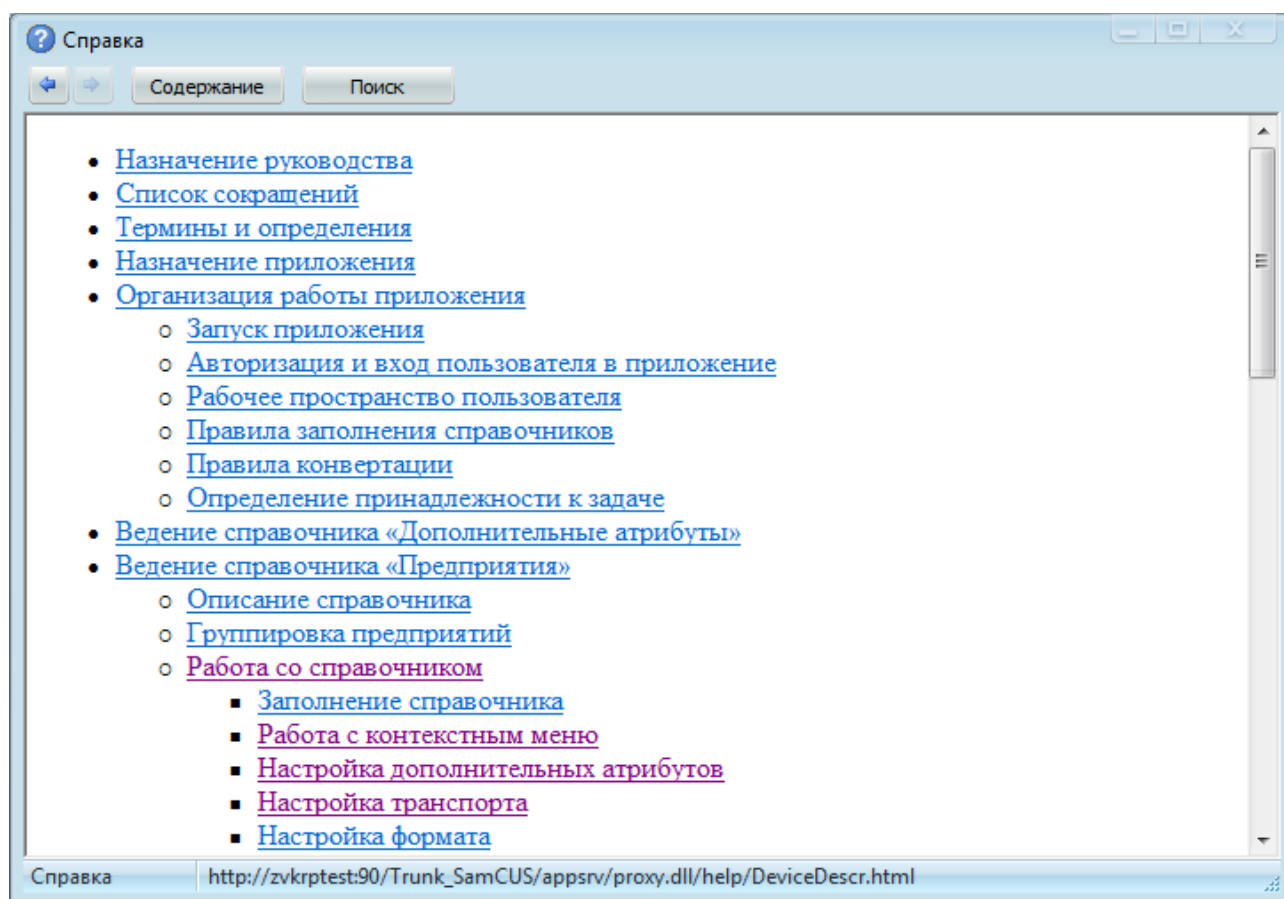 Справка
Содержание Поиск
Назначение руководства
Список сокращений
Термины и определения
Назначение приложения
Организация работы приложения
Запуск приложения
Авторизация и вход пользователя в приложение
Рабочее пространство пользователя
Правила заполнения справочников
Правила конвертации
Определение принадлежности к задаче
Ведение справочника «Дополнительные атрибуты»
Ведение справочника «Предприятия»
Описание справочника
Группировка предприятий
Работа со справочником
Заполнение справочника
Работа с контекстным меню
Настройка дополнительных атрибутов
Настройка транспорта
Настройка формата
Справка http://zvkrptest:90/Trunk_SamCUS/appsrv/proxy.dll/help/DeviceDescr.html